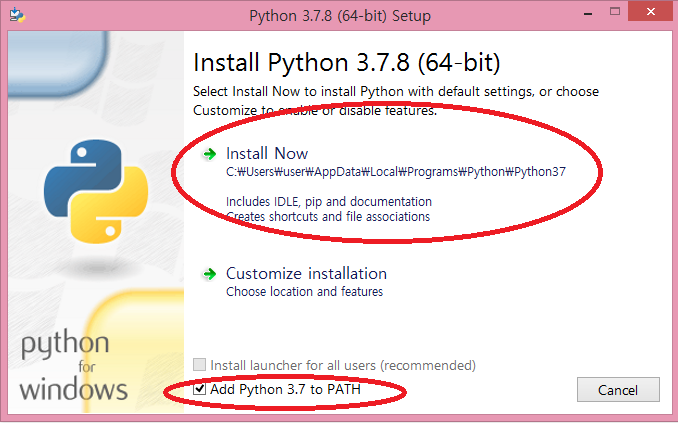 Python 3.7.8 (64-bit) Setup
Install Python 3.7.8 (64-bit)
Select Install Now to install Python with default settings, or choose
Customize to enable or disable features.
Install Now
C:₩Users₩user₩AppData₩Local₩Programs₩Python₩Python37
Includes IDLE, pip and documentation
Creates shortcuts and file associations
Customize installation
Choose location and features
python
for
windows
Install launcher for all users (recommended)
Add Python 3.7 to PATH
Cancel